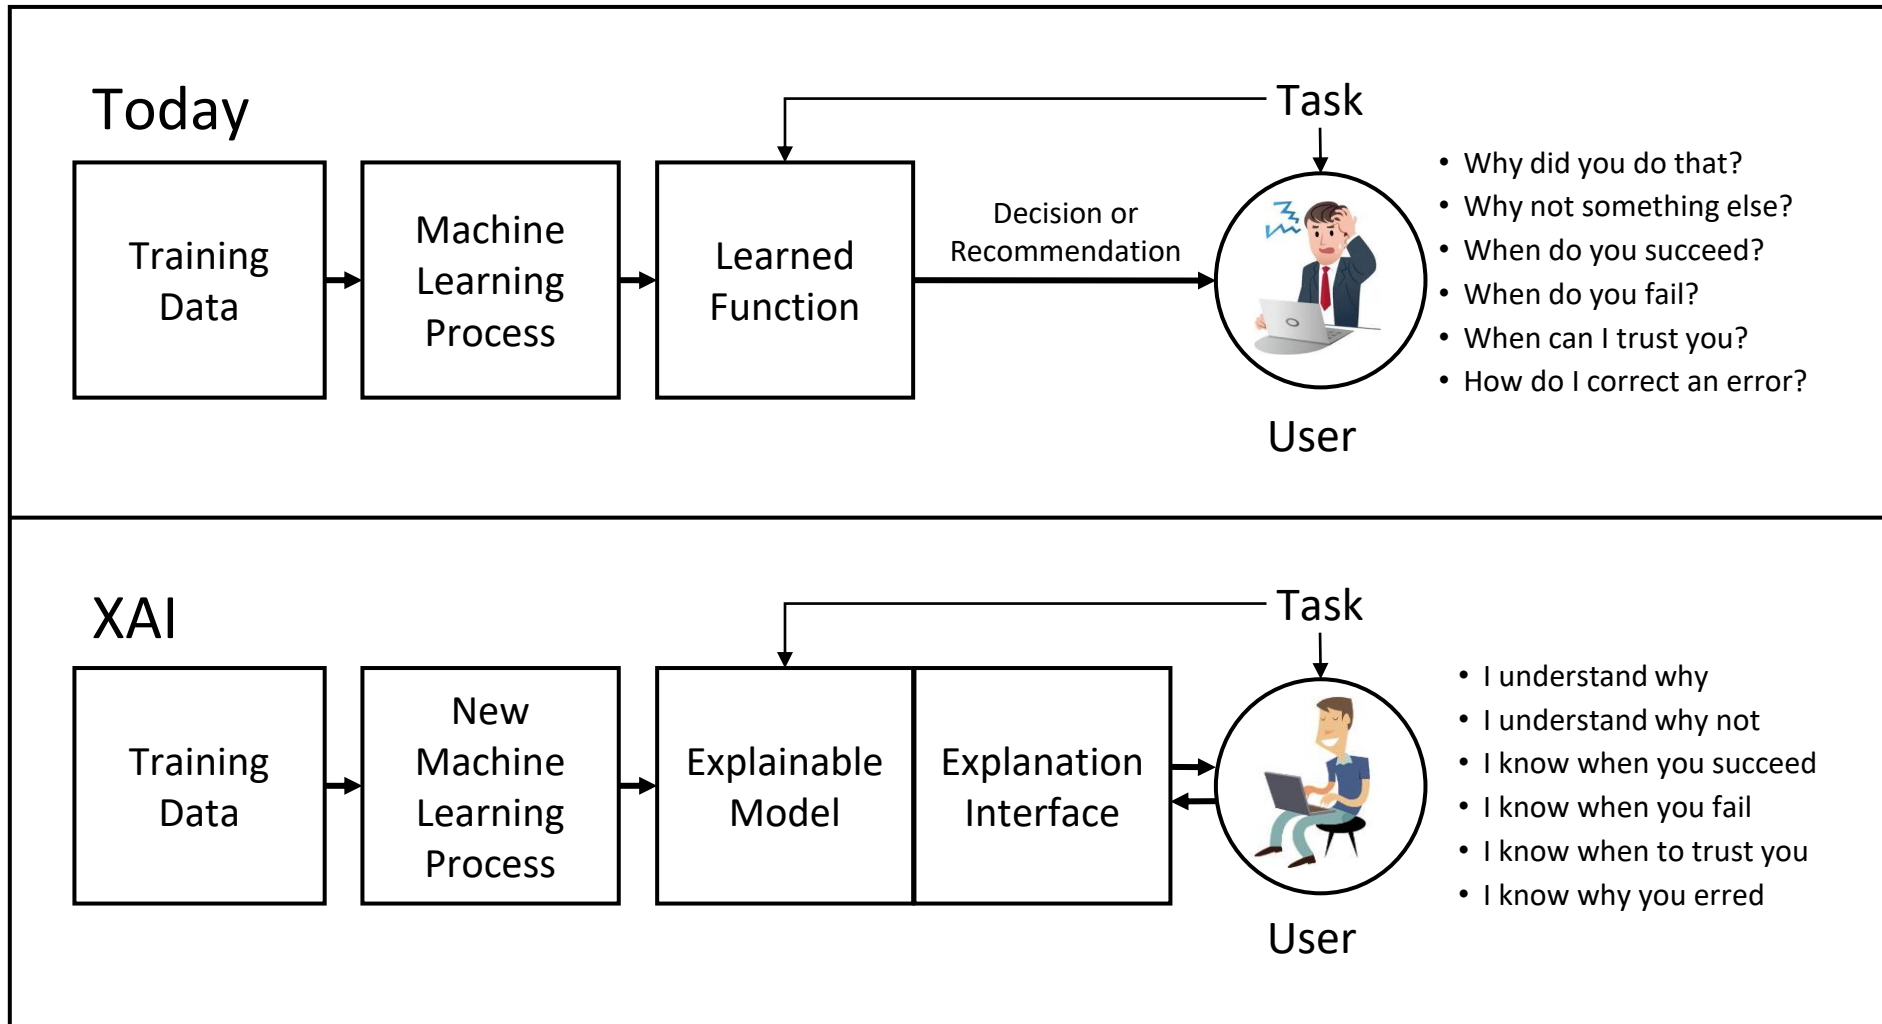 Today
Task
Training
Data
Machine
Learning
Process
Learned
Function
Decision or
Recommendation
User
• Why did you do that?
• Why not something else?
• When do you succeed?
• When do you fail?
• When can I trust you?
• How do I correct an error?
XAI
Task
Training
Data
New
Machine
Learning
Process
Explainable
Model
Explanation
Interface
User
• I understand why
• I understand why not
• I know when you succeed
• I know when you fail
• I know when to trust you
• I know why you erred